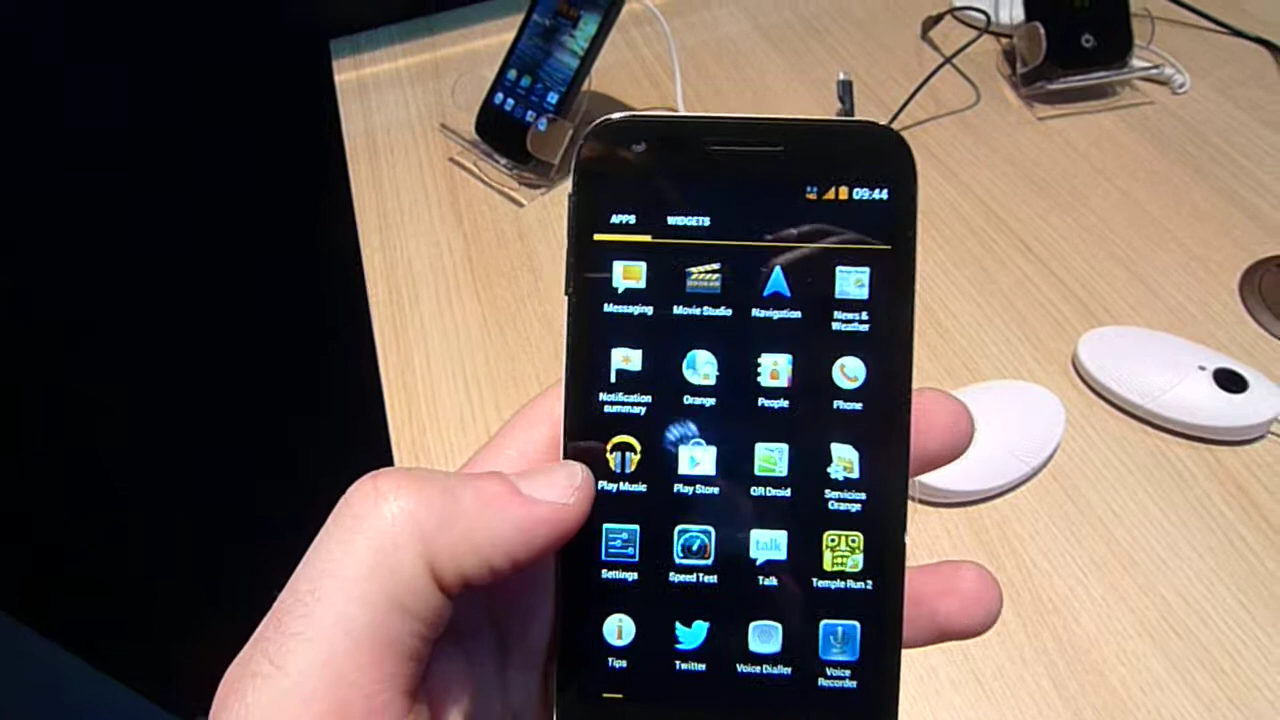 09:44
APPS WIDGETS
Messaging Movie Studio Navigation News &
Weather
Notification
summary Orange People Phone
Play Music Play Store QR Droid Servicios
Orange
Settings Speed Test talk
Talk Temple Run 2
Tips Twitter Voice Dialler Voice
Recorder